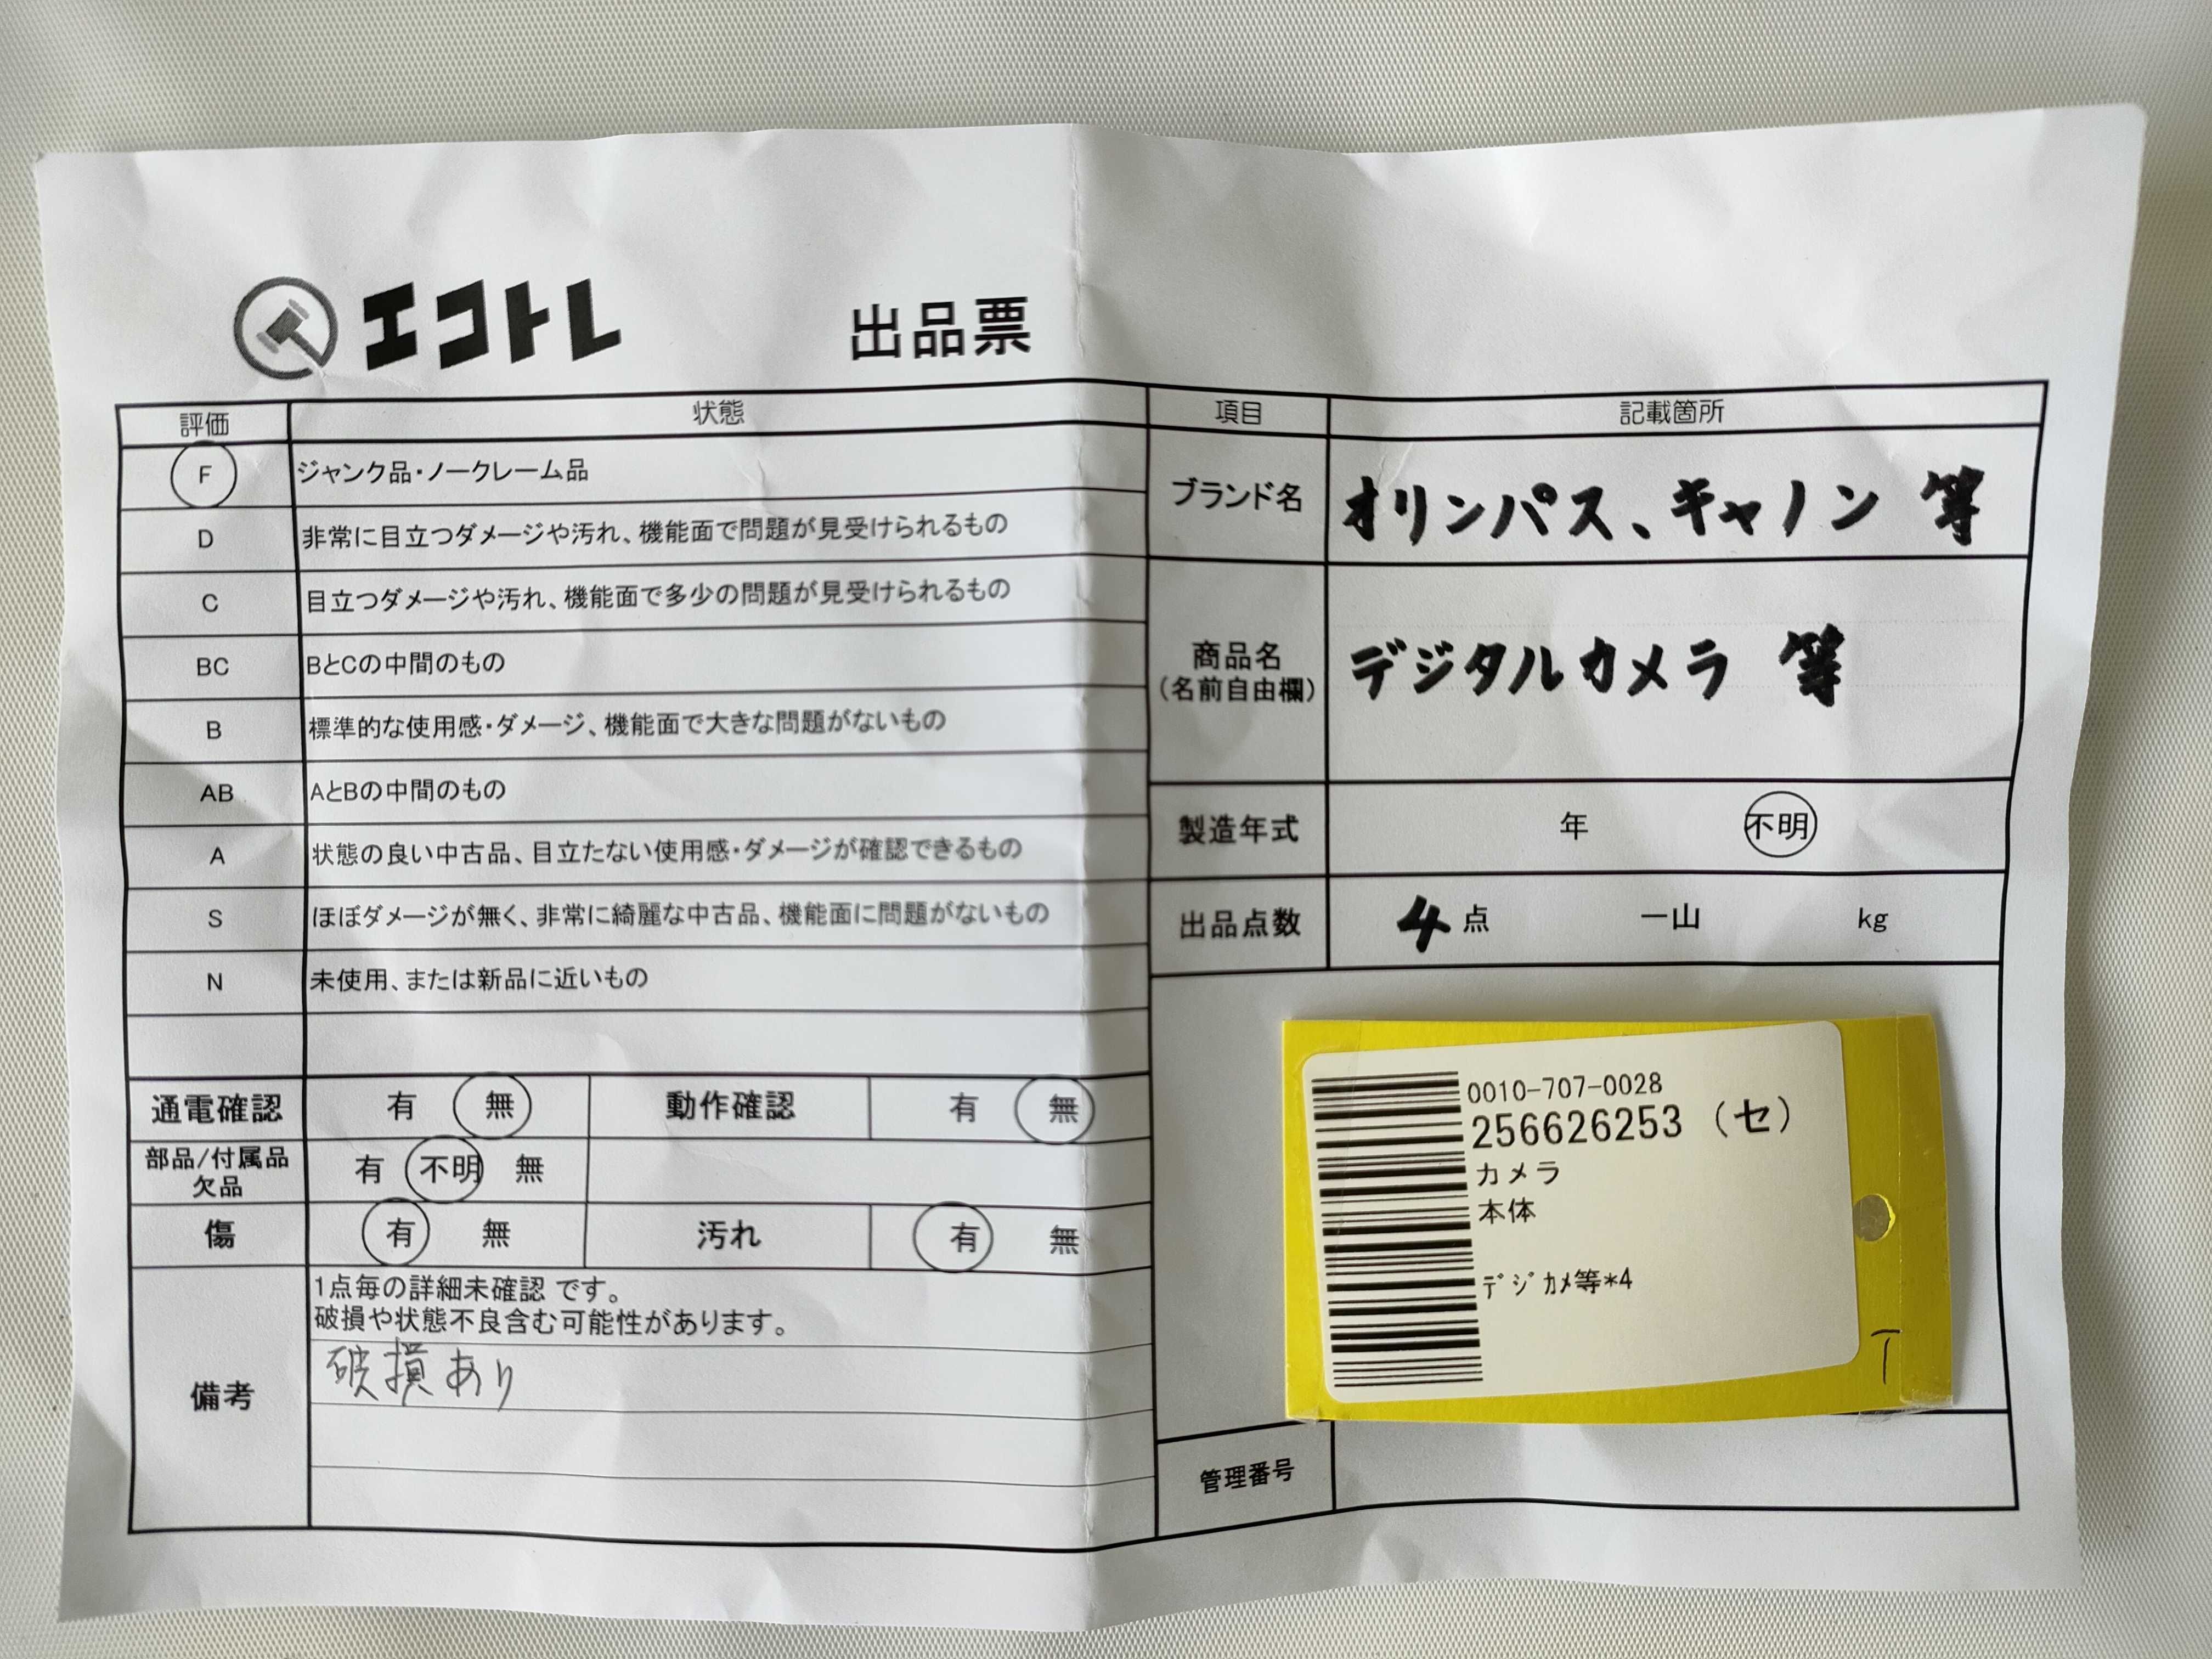 エコトレ 出品票
評価 状態
F ジャンク品・ノークレーム品
D 非常に目立つダメージや汚れ、機能面で問題が見受けられるもの
C 目立つダメージや汚れ、機能面で多少の問題が見受けられるもの
BC BとCの中間のもの
B 標準的な使用感・ダメージ、機能面で大きな問題がないもの
AB AとBの中間のもの
A 状態の良い中古品、目立たない使用感・ダメージが確認できるもの
S ほぼダメージが無く、非常に綺麗な中古品、機能面に問題がないもの
N 未使用、または新品に近いもの
通電確認 有 無 動作確認 有 無
部品/付属品
欠品 有 不明 無
傷 有 無 汚れ 有 無
備考
1点毎の詳細未確認 です。
破損や状態不良含む可能性があります。
破損あり
項目 記載箇所
ブランド名 オリンパス、キャノン 等
商品名
(名前自由欄)
デジタルカメラ 等
製造年式 年 不明
出品点数 4点 一山 kg
0010-707-0028
256626253 (セ)
カメラ
本体
ﾃﾞｼﾞｶﾒ等*4
T
管理番号